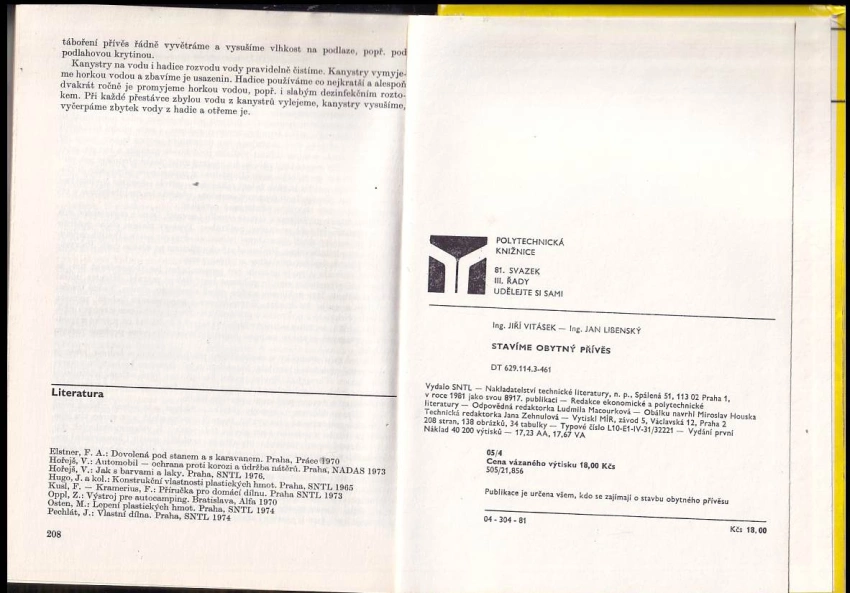 táboření přívěs řádně vyvětráme a vysušíme vlhkost na podlaze, popř. pod
podlahovou krytinou.
Kanystry na vodu i hadice rozvodu vody pravidelně čistíme. Kanystry vymyje-
me horkou vodou a zbavíme je usazenin. Hadice používáme co nejkratší a alespoň
dvakrát ročně je promyjeme horkou vodou, popř. i slabým dezinfekčním rozto-
kem. Při každé přestávce zbylou vodu z kanystrů vylejeme, kanystry vysušíme,
vyčerpáme zbytek vody z hadic a otřeme je.
Literatura
Elstner, F. A.: Dovolená pod stanem a s karavanem. Praha, Práce 1970
Hořejš, V.: Automobil — ochrana proti korozi a údržba nátěrů. Praha, NADAS 1973
Hořejš, V.: Jak s barvami a laky. Praha, SNTL 1976,
Hugo, J. a kol.: Konstrukční vlastnosti plastických hmot. Praha, SNTL 1965
Kusl, F. — Kramerius, F.: Příručka pro domácí dílnu. Praha SNTL 1973
Oppl, Z.: Výstroj pre autocamping. Bratislava, Alfa 1970
Osten, M.: Lepení plastických hmot. Praha, SNTL 1974
Pechlát, J.: Vlastní dílna. Praha, SNTL 1974
208
POLYTECHNICKÁ
KNIŽNICE
81. SVAZEK
III. ŘADY
UDĚLEJTE SI SAMI
Ing. JIŘÍ VITÁSEK — Ing. JAN LIBENSKÝ
STAVÍME OBYTNÝ PŘÍVĚS
DT 629.114.3-461
Vydalo SNTL — Nakladatelství technické literatury, n. p., Spálená 51, 113 02 Praha 1,
v roce 1981 jako svou 8917. publikaci — Redakce ekonomické a polytechnické
literatury — Odpovědná redaktorka Ludmila Macourková — Obálku navrhl Miroslav Houska
Technická redaktorka Jana Zehnulová — Vytiskl MÍR, závod 5, Václavská 12, Praha 2
208 stran, 138 obrázků, 34 tabulky — Typové číslo L10-E1-IV-31/32221 — Vydání první
Náklad 40 200 výtisků — 17,23 AA, 17,67 VA
05/4
Cena vázaného výtisku 18,00 Kčs
505/21,856
Publikace je určena všem, kdo se zajímají o stavbu obytného přívěsu
04 - 304 - 81
Kčs 18,00